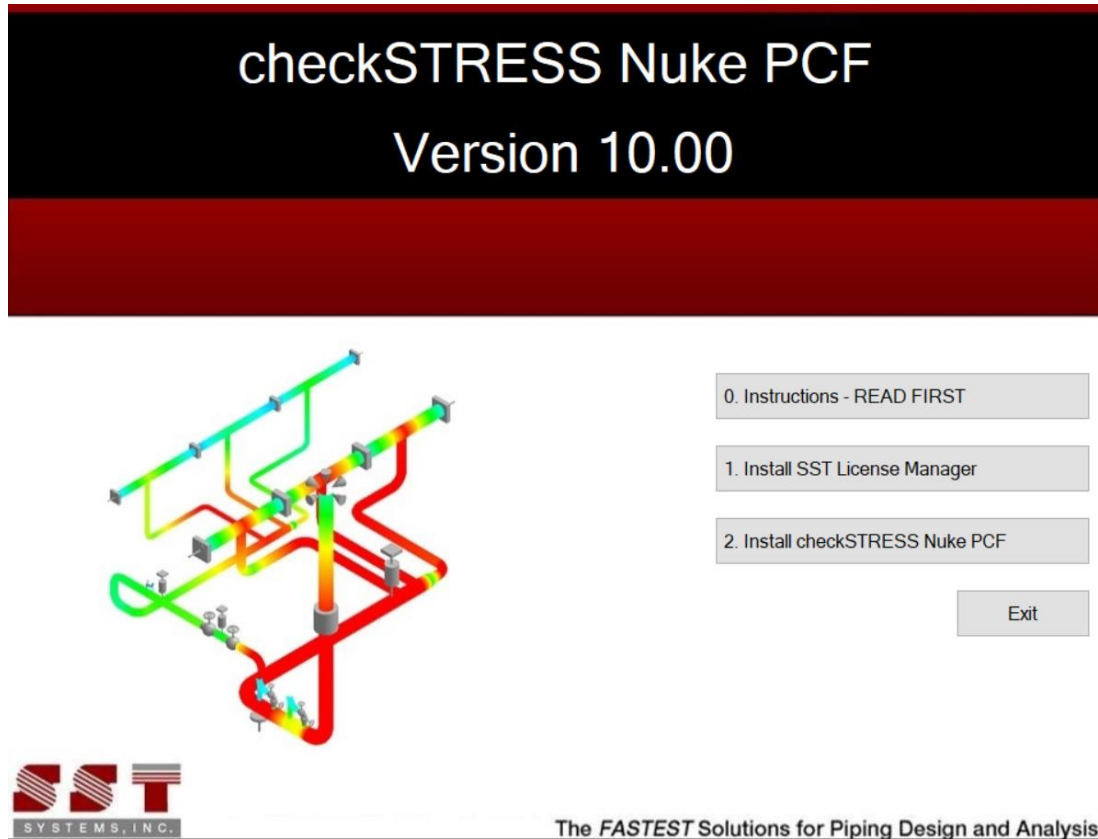 checkSTRESS Nuke PCF
Version 10.00
0. Instructions - READ FIRST
1. Install SST License Manager
2. Install checkSTRESS Nuke PCF
Exit
SST
SYSTEMS, INC.
The FASTEST Solutions for Piping Design and Analysis